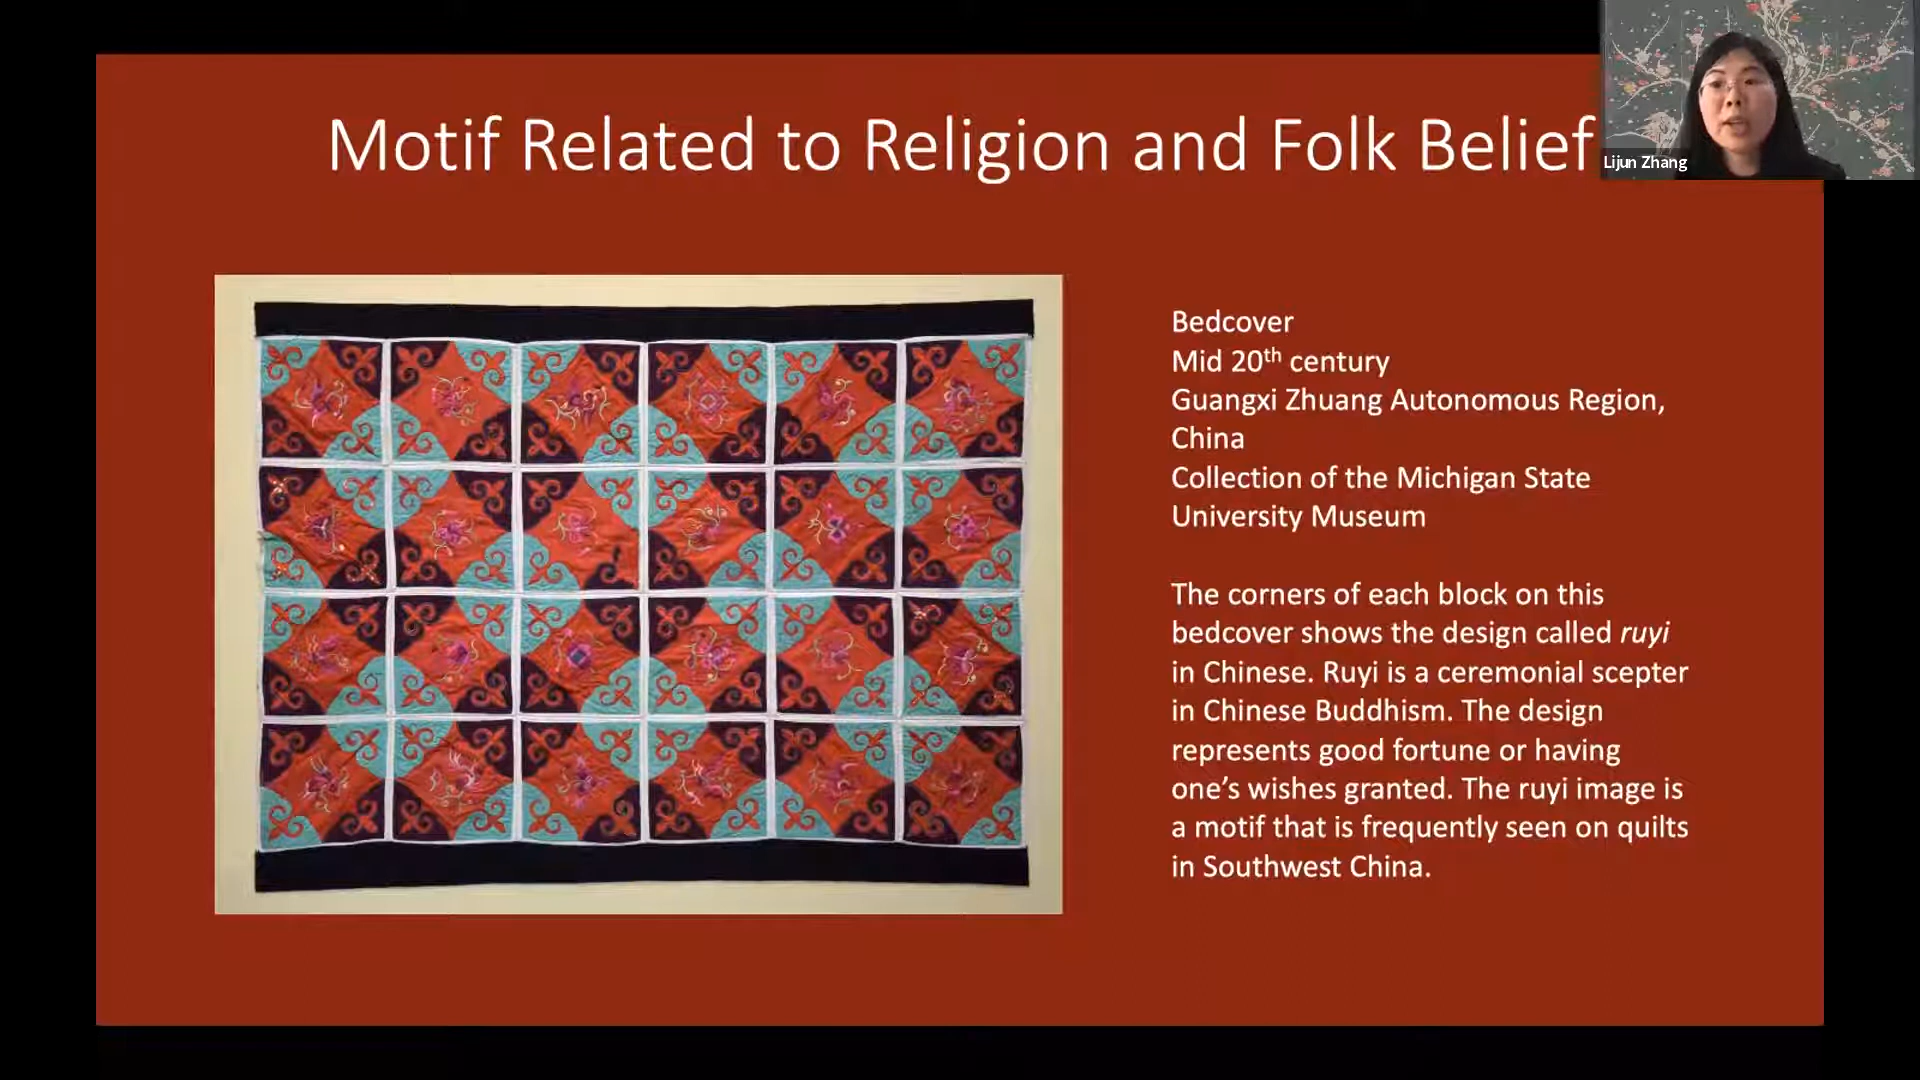 Motif Related to Religion and Folk Belief
Lijun Zhang
Bedcover
Mid 20th century
Guangxi Zhuang Autonomous Region,
China
Collection of the Michigan State
University Museum
The corners of each block on this
bedcover shows the design called ruyi
in Chinese. Ruyi is a ceremonial scepter
in Chinese Buddhism. The design
represents good fortune or having
one’s wishes granted. The ruyi image is
a motif that is frequently seen on quilts
in Southwest China.